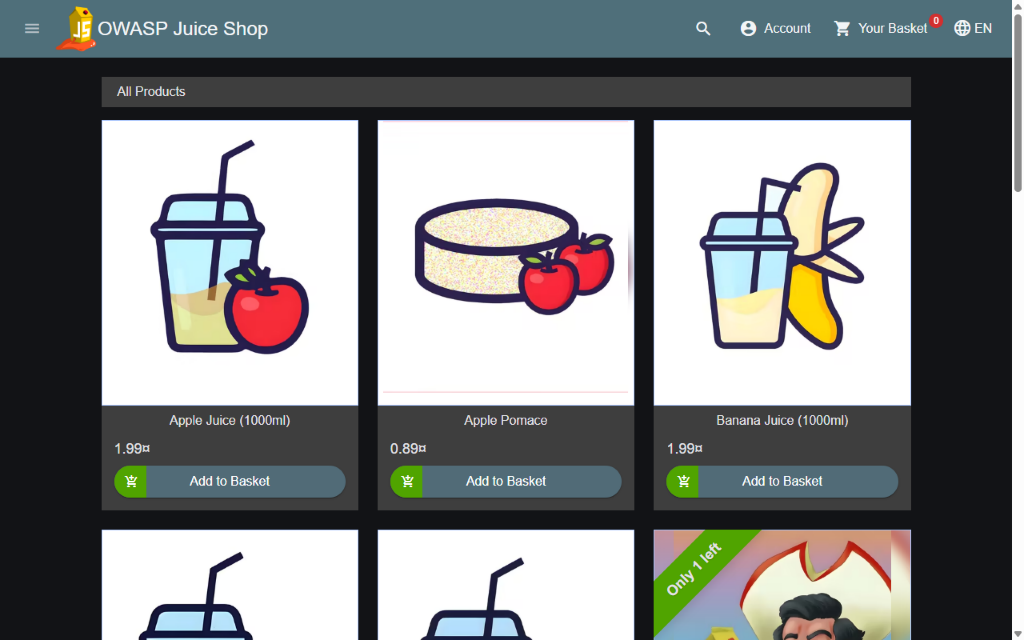 OWASP Juice Shop
Account
Your Basket
0
EN
All Products
Apple Juice (1000ml)
1.99¤
Add to Basket
Apple Pomace
0.89¤
Add to Basket
Banana Juice (1000ml)
1.99¤
Add to Basket
Only 1 left